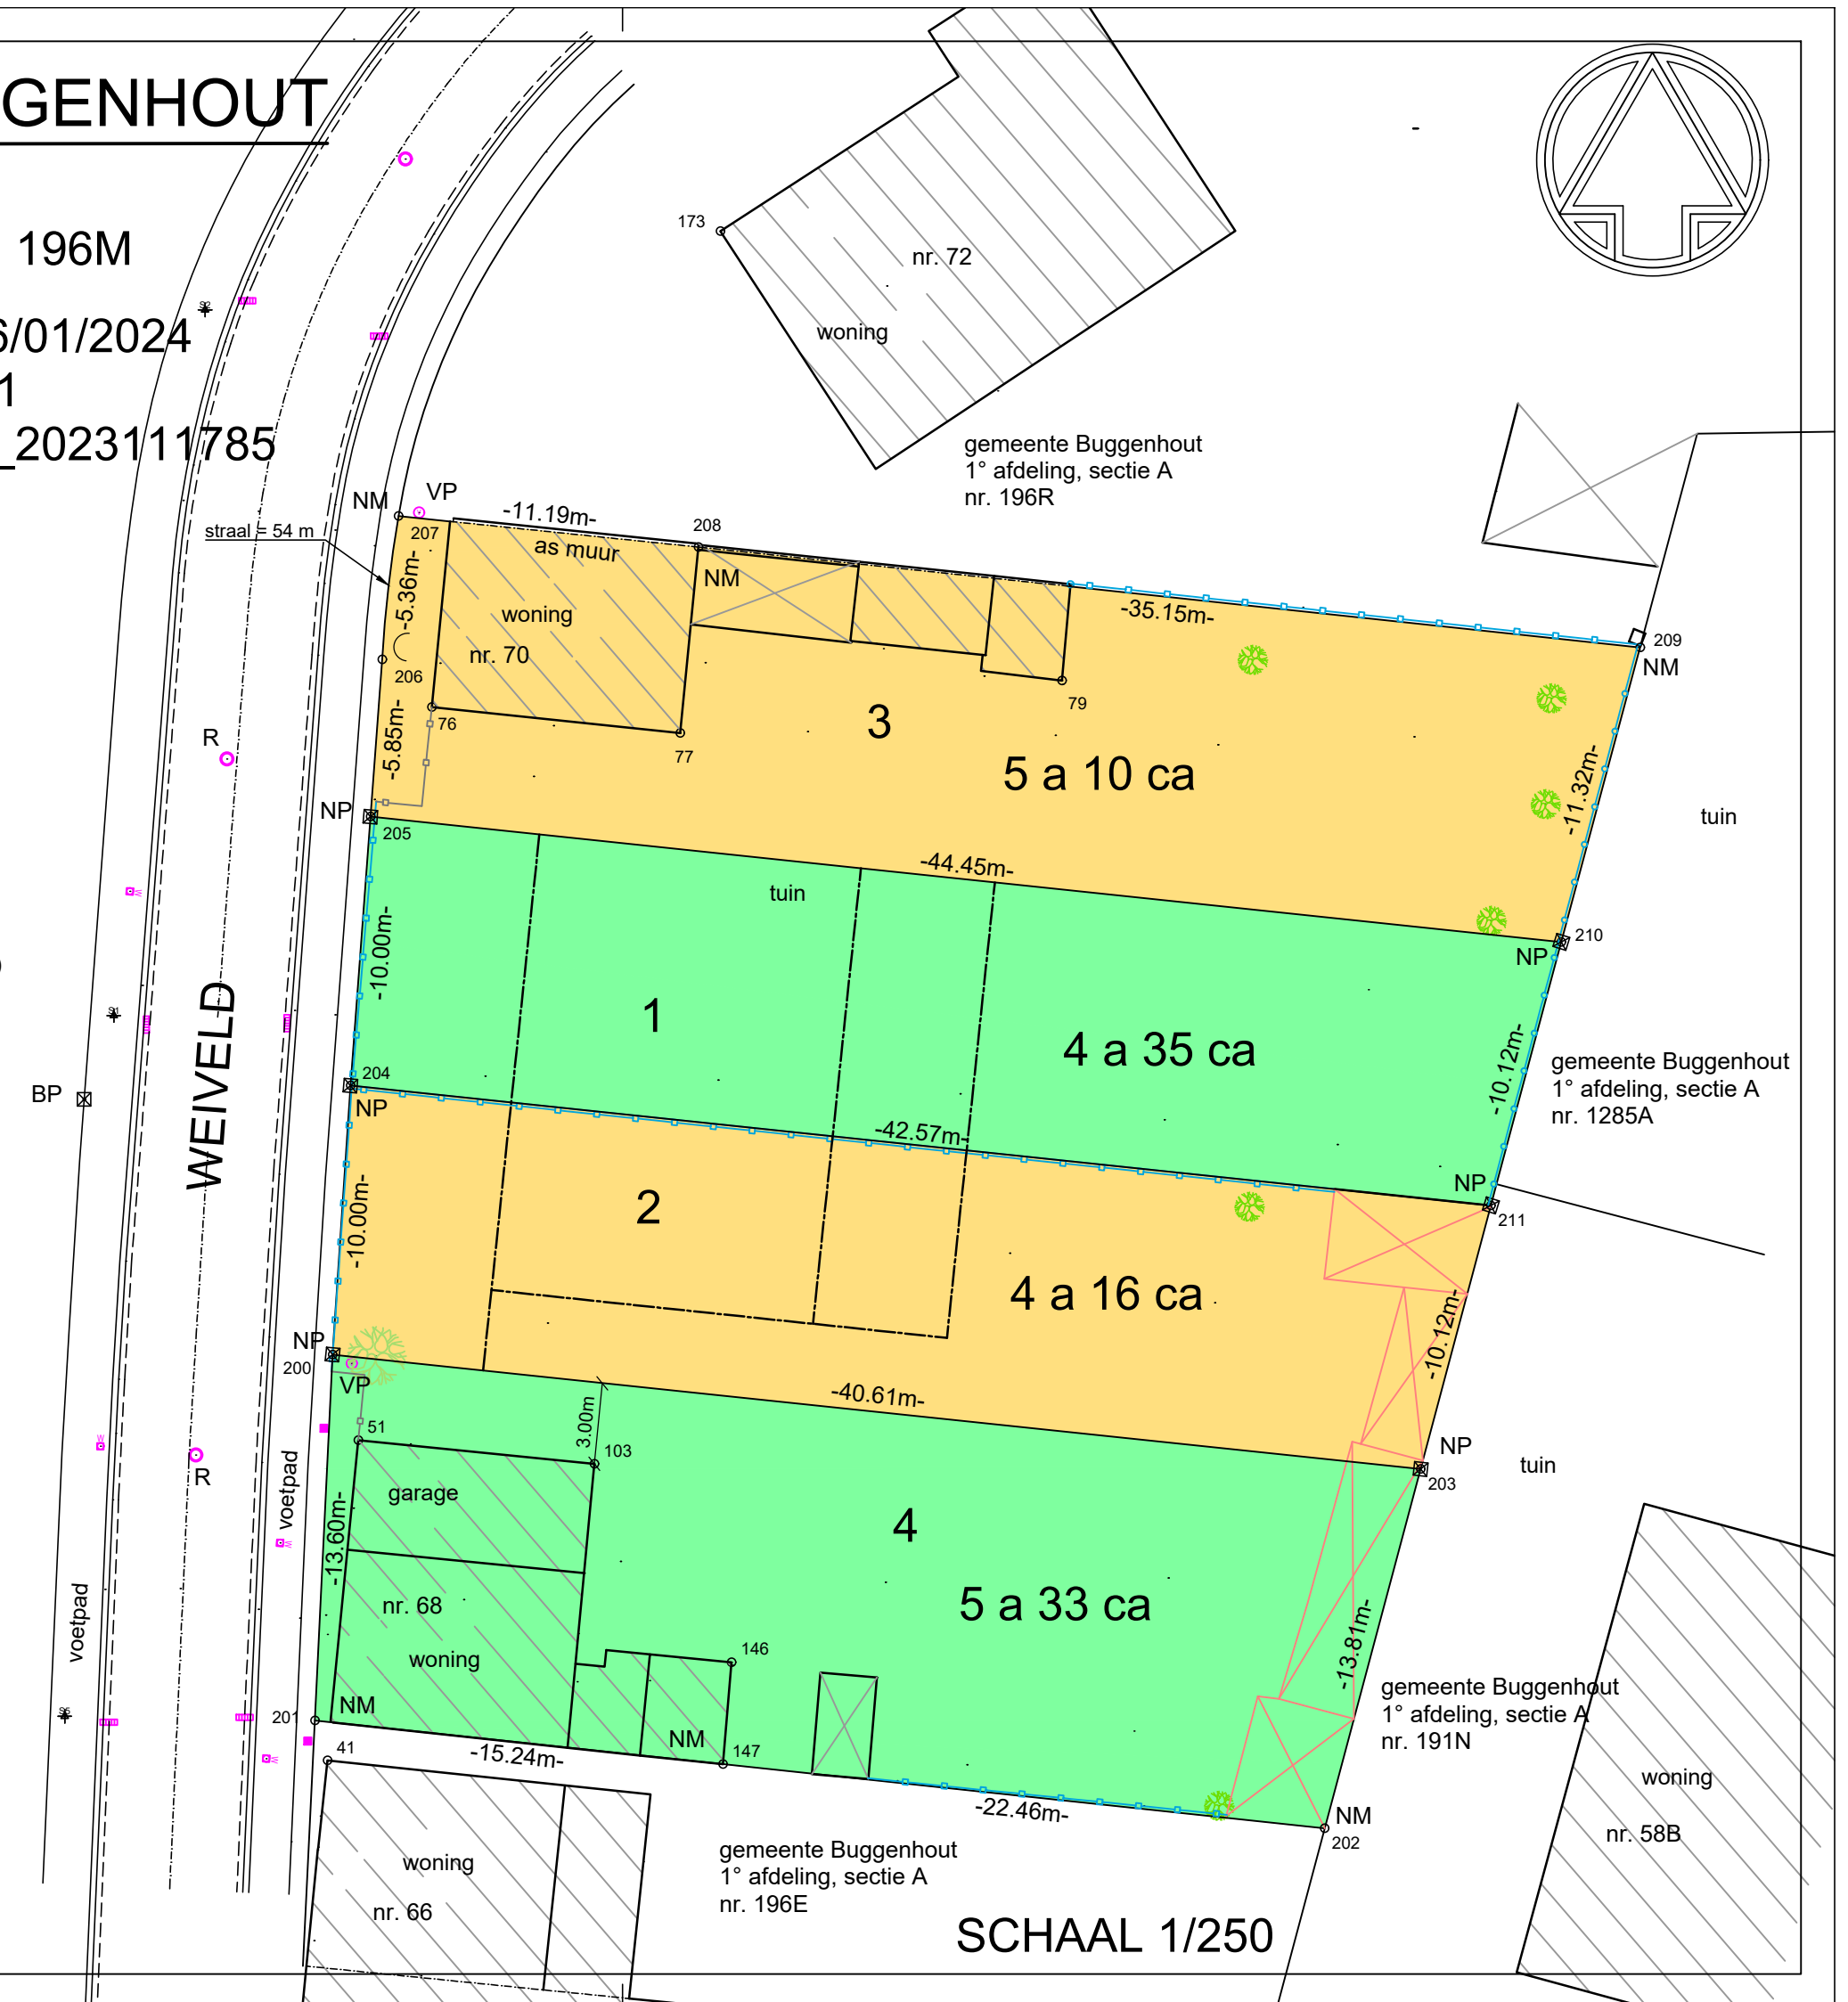 GENHOUT
196M
6/01/2024
1
_2023111785
S2
173
nr. 72
woning
gemeente Buggenhout
1° afdeling, sectie A
nr. 196R
NM
VP
-11.19m-
208
straal = 54 m
207
as muur
NM
-5.36m-
woning
nr. 70
-35.15m-
209
NM
206
76
79
3
-5.85m-
77
R
5 a 10 ca
-11.32m-
tuin
NP
205
-44.45m-
tuin
W
210
NP
-10.00m-
WEIVELD
1
4 a 35 ca
S1
-10.12m-
gemeente Buggenhout
1° afdeling, sectie A
nr. 1285A
BP
204
NP
-42.57m-
NP
211
2
-10.00m-
4 a 16 ca
-10.12m-
NP
200
VP
-40.61m-
3.00m
51
103
NP
203
tuin
W
R
voetpad
garage
4
-13.60m-
W
nr. 68
5 a 33 ca
voetpad
woning
146
-13.81m-
gemeente Buggenhout
1° afdeling, sectie A
nr. 191N
S5
201
NM
NM
147
41
-15.24m-
W
woning
-22.46m-
NM
202
nr. 58B
gemeente Buggenhout
1° afdeling, sectie A
nr. 196E
woning
nr. 66
SCHAAL 1/250